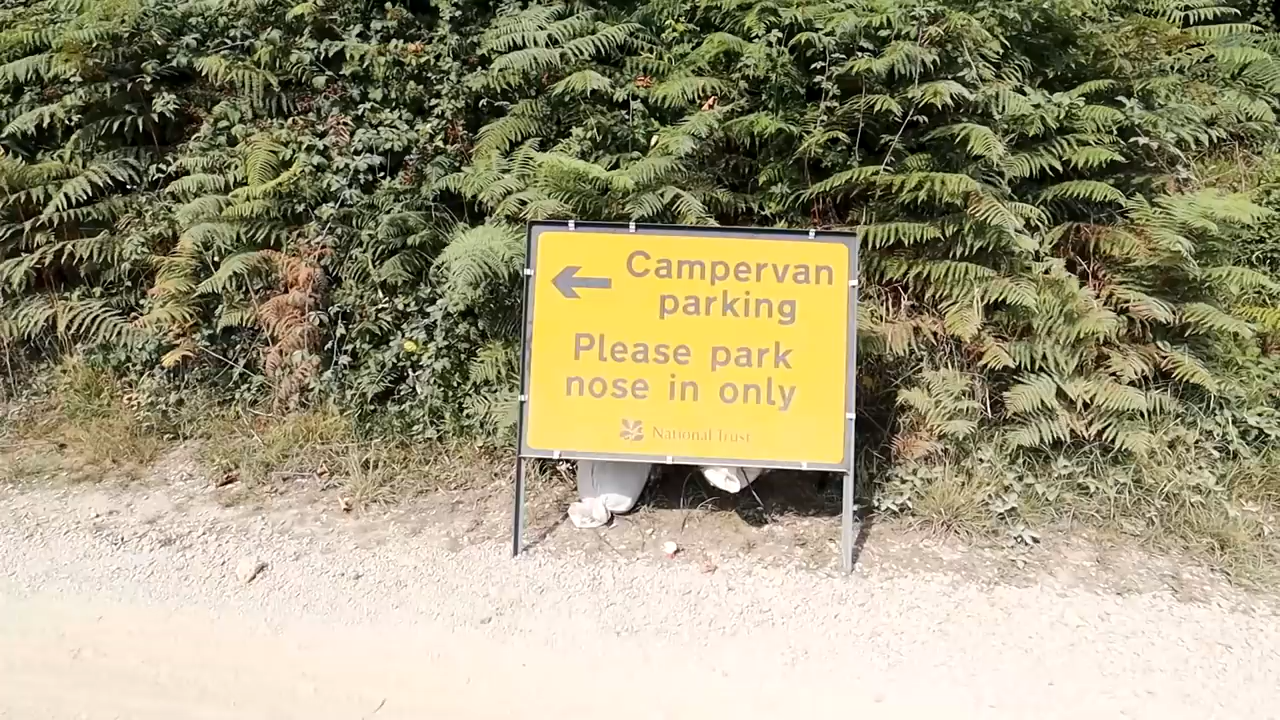 Campervan
parking
Please park
nose in only
National Trust